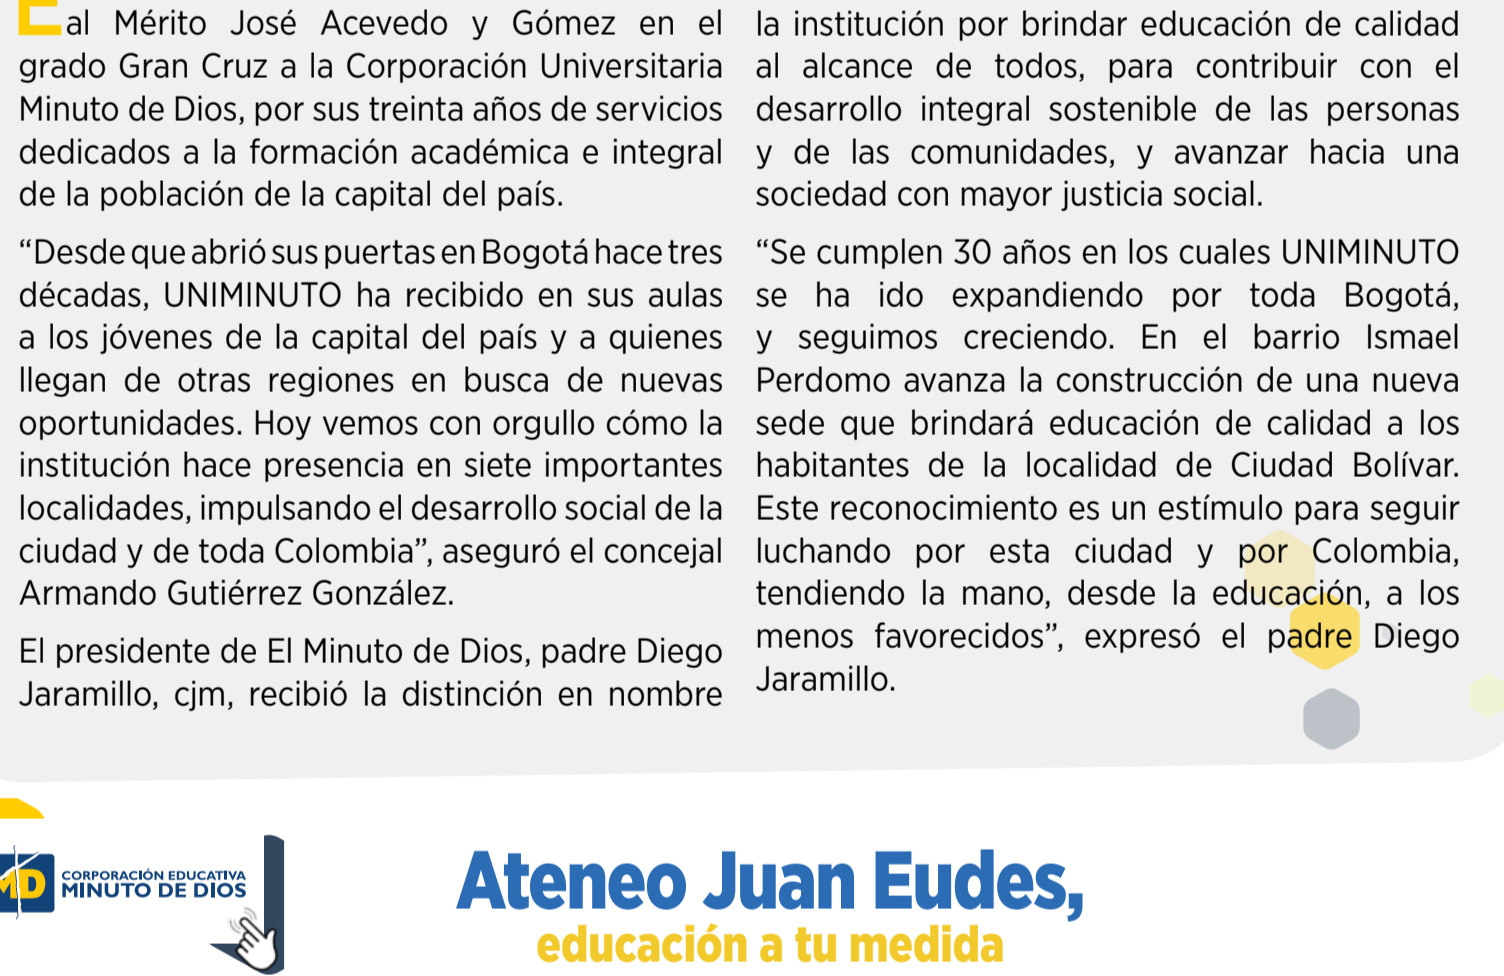 al Mérito José Acevedo y Gómez en el
grado Gran Cruz a la Corporación Universitaria
Minuto de Dios, por sus treinta años de servicios
dedicados a la formación académica e integral
de la población de la capital del país.
“Desde que abrió sus puertas en Bogotá hace tres
décadas, UNIMINUTO ha recibido en sus aulas
a los jóvenes de la capital del país y a quienes
llegan de otras regiones en busca de nuevas
oportunidades. Hoy vemos con orgullo cómo la
institución hace presencia en siete importantes
localidades, impulsando el desarrollo social de la
ciudad y de toda Colombia”, aseguró el concejal
Armando Gutiérrez González.
El presidente de El Minuto de Dios, padre Diego
Jaramillo, cjm, recibió la distinción en nombre
la institución por brindar educación de calidad
al alcance de todos, para contribuir con el
desarrollo integral sostenible de las personas
y de las comunidades, y avanzar hacia una
sociedad con mayor justicia social.
“Se cumplen 30 años en los cuales UNIMINUTO
se ha ido expandiendo por toda Bogotá,
y seguimos creciendo. En el barrio Ismael
Perdomo avanza la construcción de una nueva
sede que brindará educación de calidad a los
habitantes de la localidad de Ciudad Bolívar.
Este reconocimiento es un estímulo para seguir
luchando por esta ciudad y por Colombia,
tendiendo la mano, desde la educación, a los
menos favorecidos”, expresó el padre Diego
Jaramillo.
MD
CORPORACIÓN EDUCATIVA
MINUTO DE DIOS
Ateneo Juan Eudes,
educación a tu medida